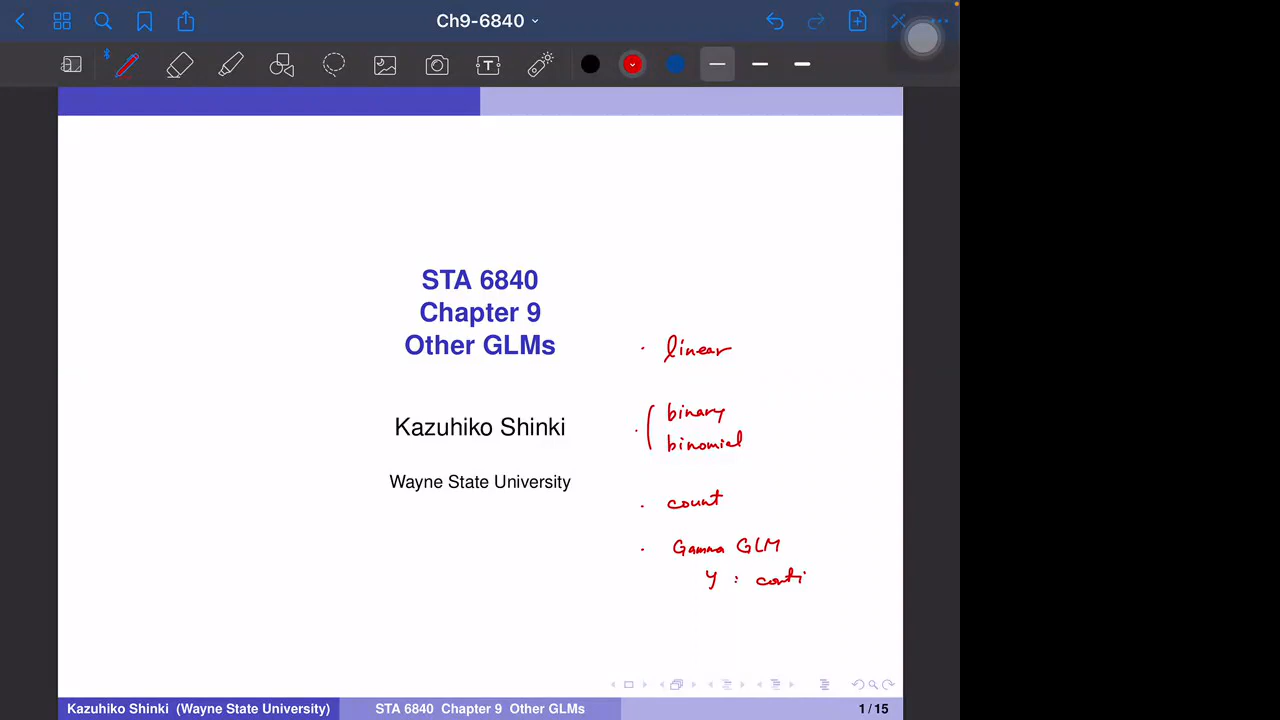 Ch9-6840
STA 6840
Chapter 9
Other GLMs
· linear
Kazuhiko Shinki
· binary
binomial
Wayne State University
· count
· Gamma GLM
y : conti
Kazuhiko Shinki (Wayne State University)
STA 6840 Chapter 9 Other GLMs
1 / 15